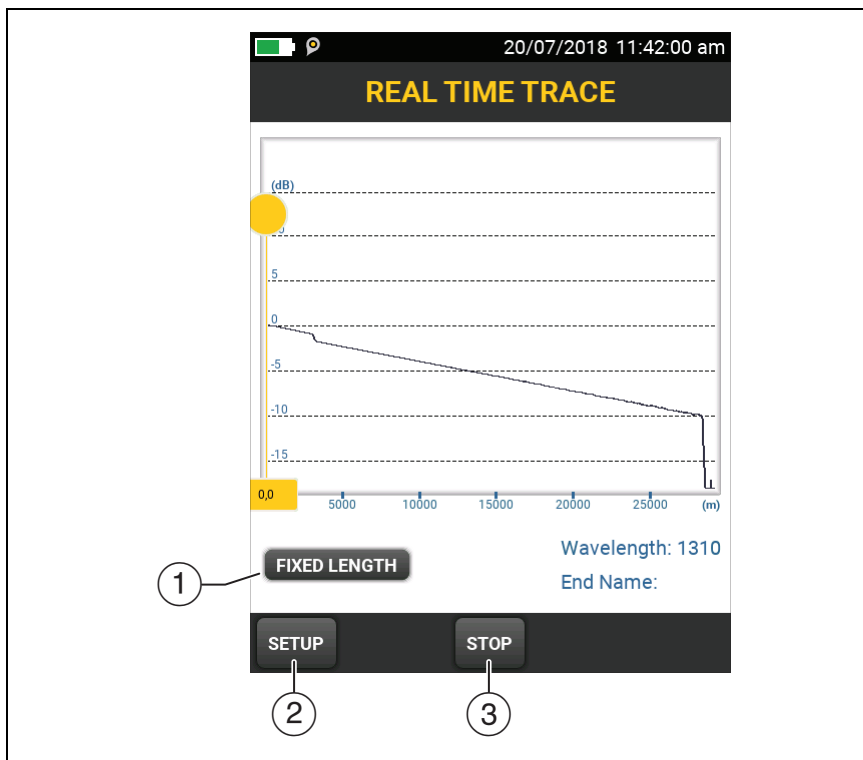 20/07/2018 11:42:00 am
REAL TIME TRACE
(dB)
5
0
-5
-10
-15
0,0
5000 10000 15000 20000 25000 (m)
Wavelength: 1310
FIXED LENGTH
End Name:
1
SETUP STOP
2 3